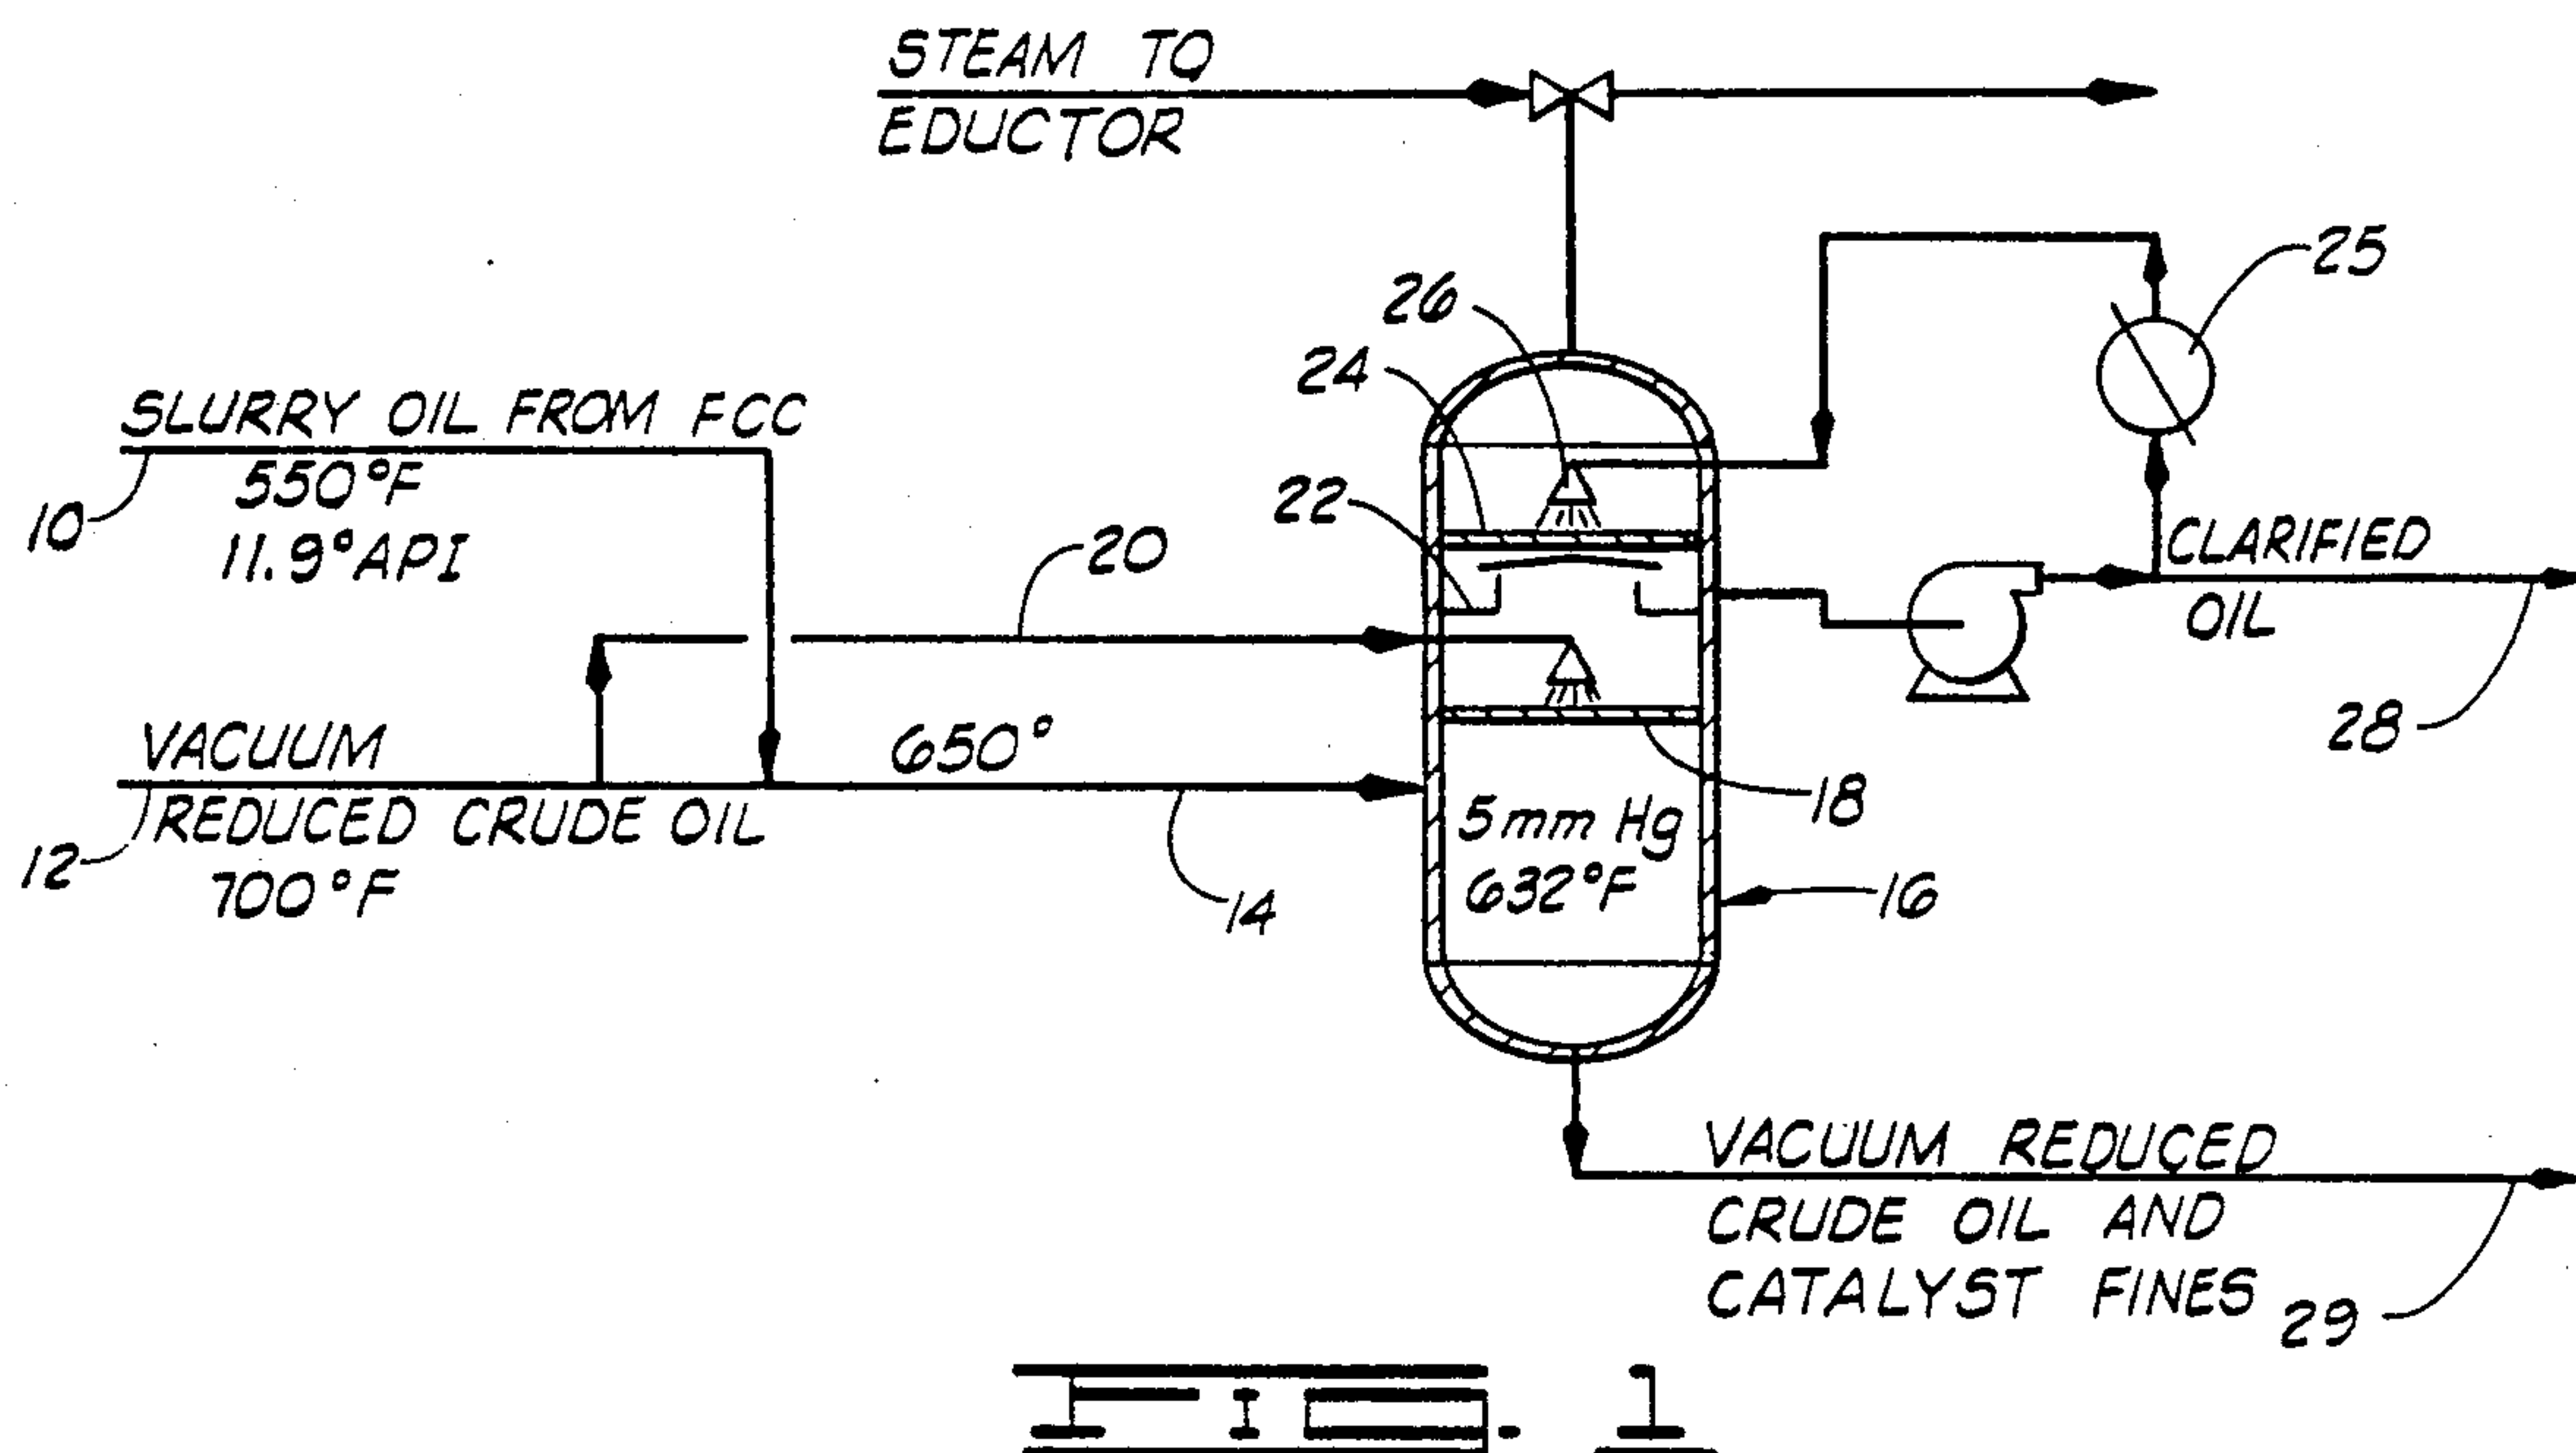 STEAM TO
EDUCTOR
25
26
24
SLURRY OIL FROM FCC
550°F
11.9°API
10
22
20
CLARIFIED
OIL
28
VACUUM
REDUCED CRUDE OIL
700°F
12
650°
14
18
5mm Hg
632°F
16
VACUUM REDUCED
CRUDE OIL AND
CATALYST FINES
29